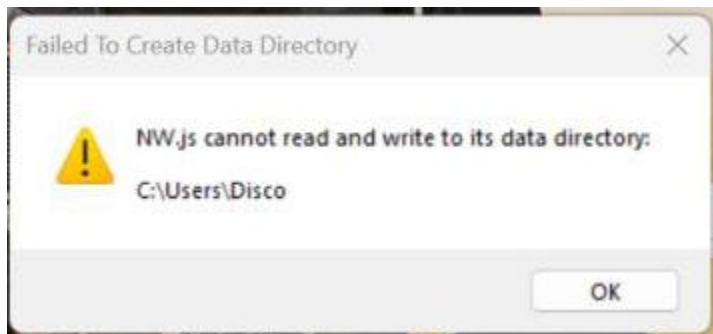 Failed To Create Data Directory
NW.js cannot read and write to its data directory:
C:\Users\Disco
OK